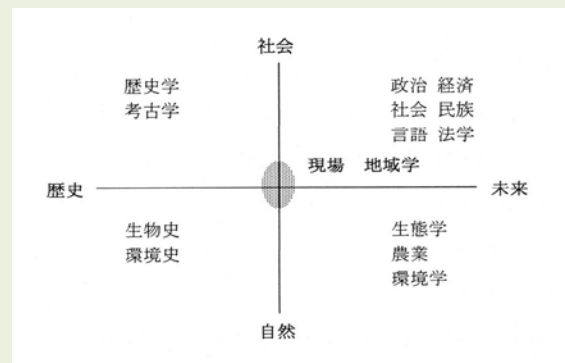 社会
歴史学
考古学
政治 経済
社会 民族
言語 法学
現場 地域学
歴史
未来
生物史
環境史
生態学
農業
環境学
自然